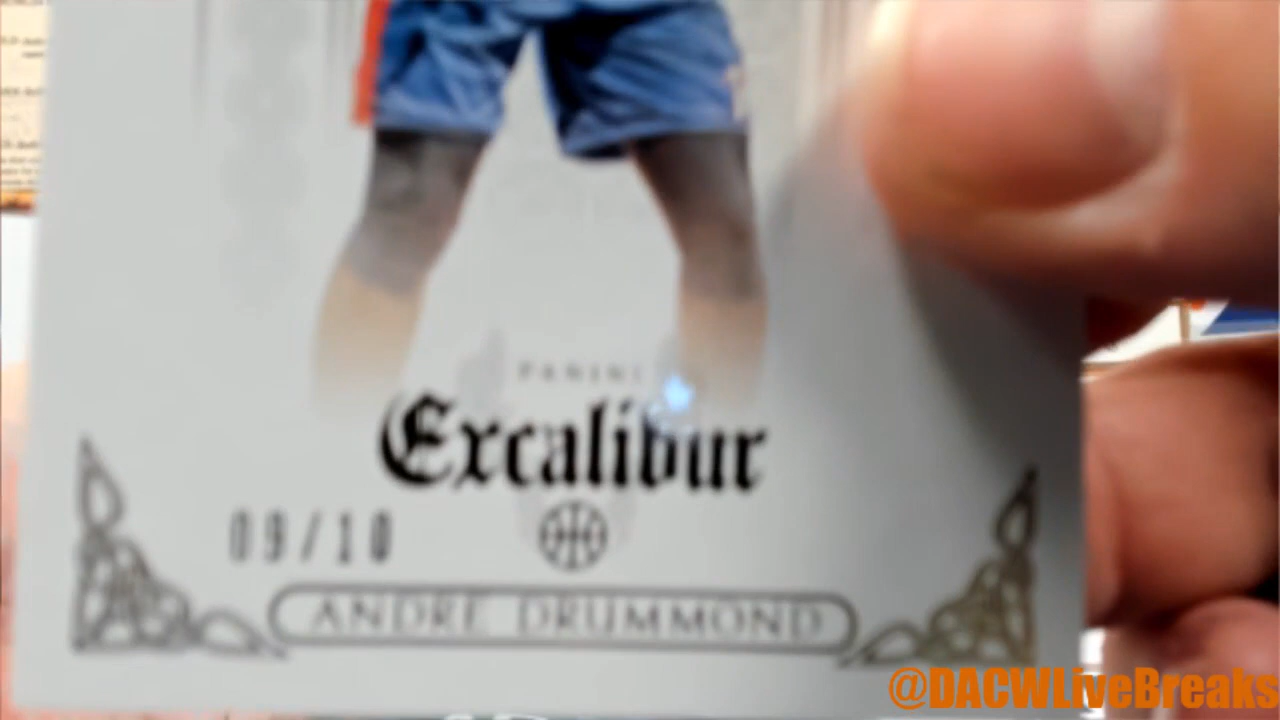 PANINI
Excalibur
09/10
ANDRE DRUMMOND
@DACWLiveBreaks